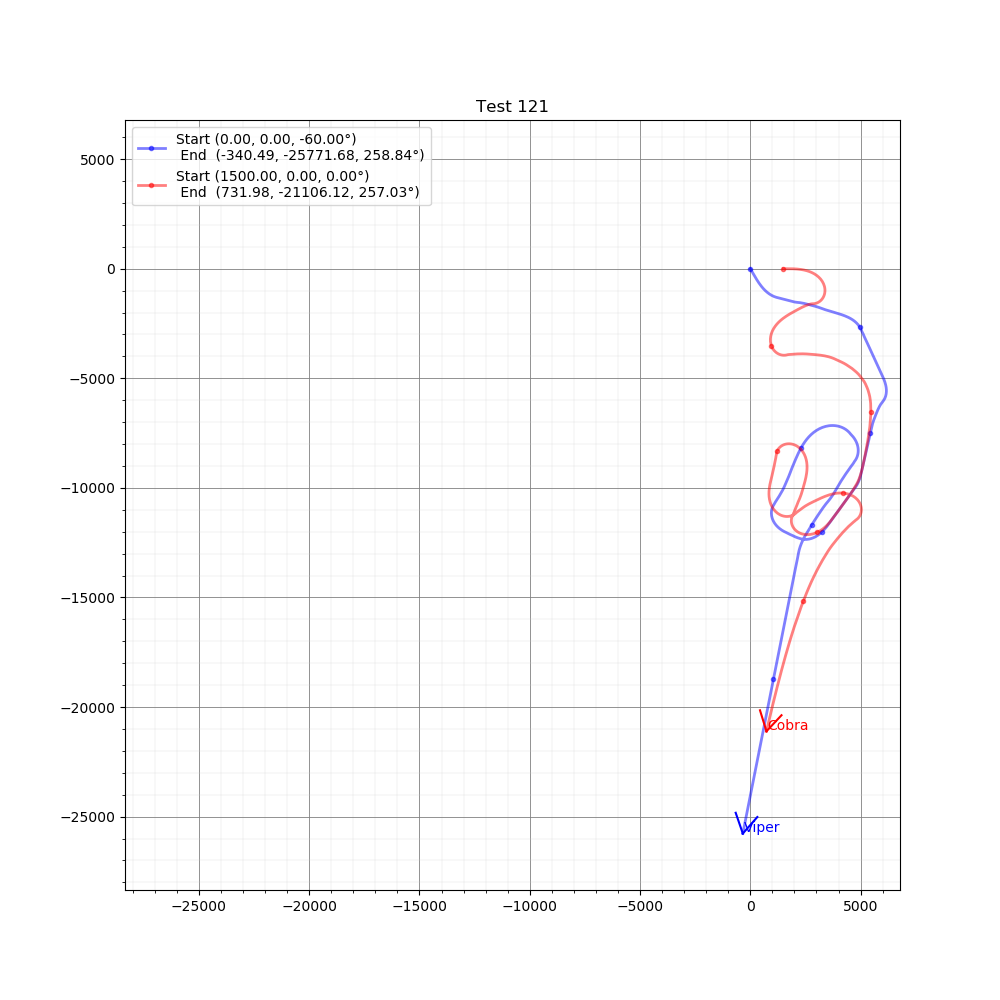 Test 121
Start (0.00, 0.00, -60.00°)
End (-340.49, -25771.68, 258.84°)
Start (1500.00, 0.00, 0.00°)
End (731.98, -21106.12, 257.03°)
5000
0
−5000
−10000
−15000
−20000
−25000
Cobra
Viper
−25000 −20000 −15000 −10000 −5000 0 5000